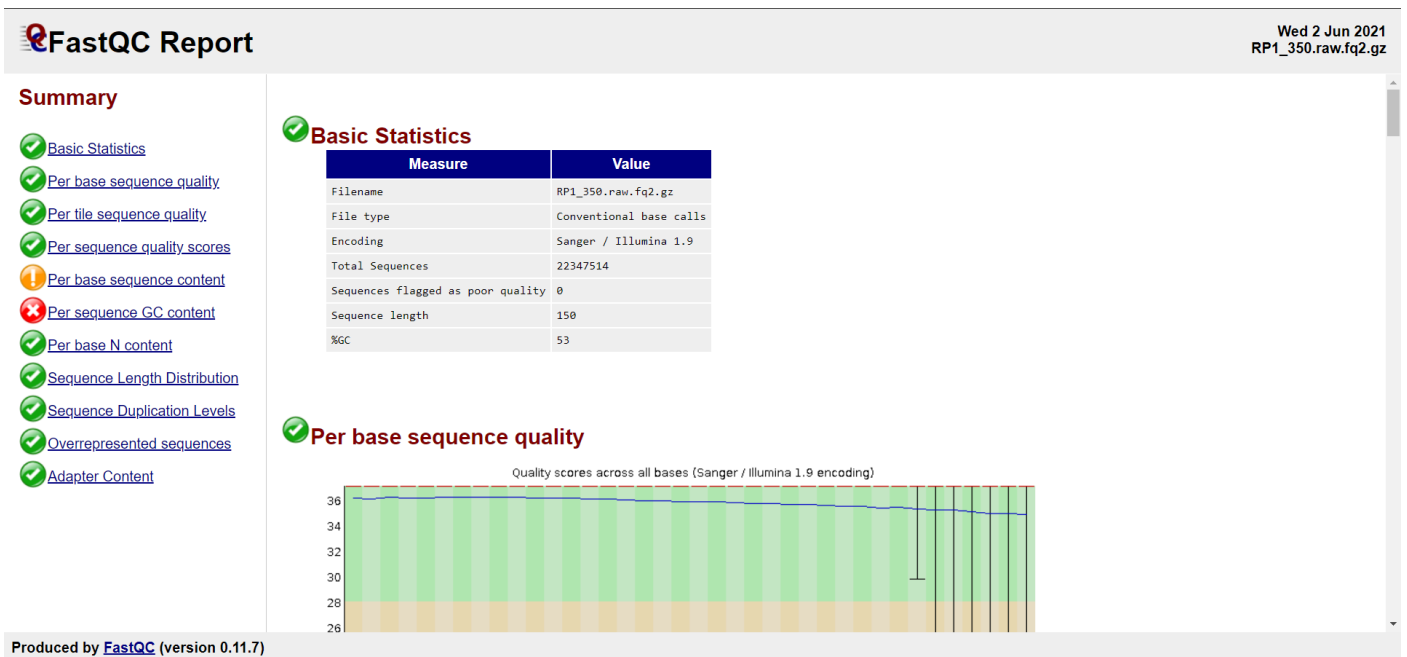 FastQC Report
Wed 2 Jun 2021
RP1_350.raw.fq2.gz
Summary
Basic Statistics
Per base sequence quality
Per tile sequence quality
Per sequence quality scores
Per base sequence content
Per sequence GC content
Per base N content
Sequence Length Distribution
Sequence Duplication Levels
Overrepresented sequences
Adapter Content
Basic Statistics
Measure Value
Filename RP1_350.raw.fq2.gz
File type Conventional base calls
Encoding Sanger / Illumina 1.9
Total Sequences 22347514
Sequences flagged as poor quality 0
Sequence length 150
%GC 53
Per base sequence quality
Quality scores across all bases (Sanger / Illumina 1.9 encoding)
36
34
32
30
28
26
Produced by FastQC (version 0.11.7)